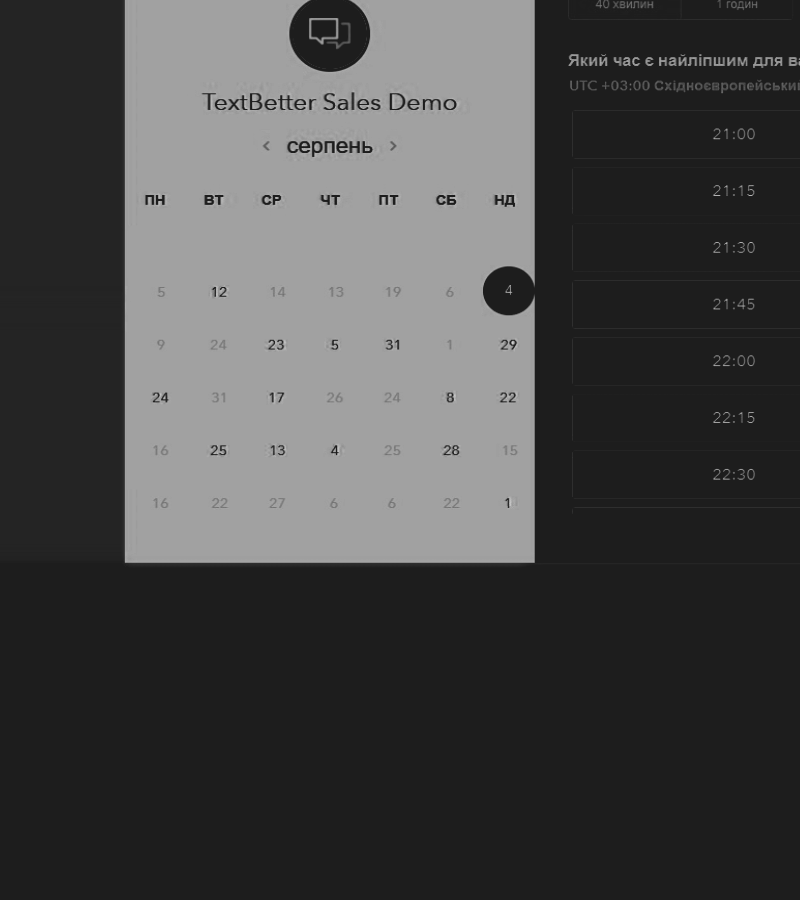 TextBetter Sales Demo
‹ серпень ›
ПН ВТ СР ЧТ ПТ СБ НД
5 12 14 13 19 6 4
9 24 23 5 31 1 29
24 31 17 26 24 8 22
16 25 13 4 25 28 15
16 22 27 6 6 22 1
40 хвилин 1 годин
Який час є найліпшим для ва
UTC +03:00 Східноєвропейськи
21:00
21:15
21:30
21:45
22:00
22:15
22:30